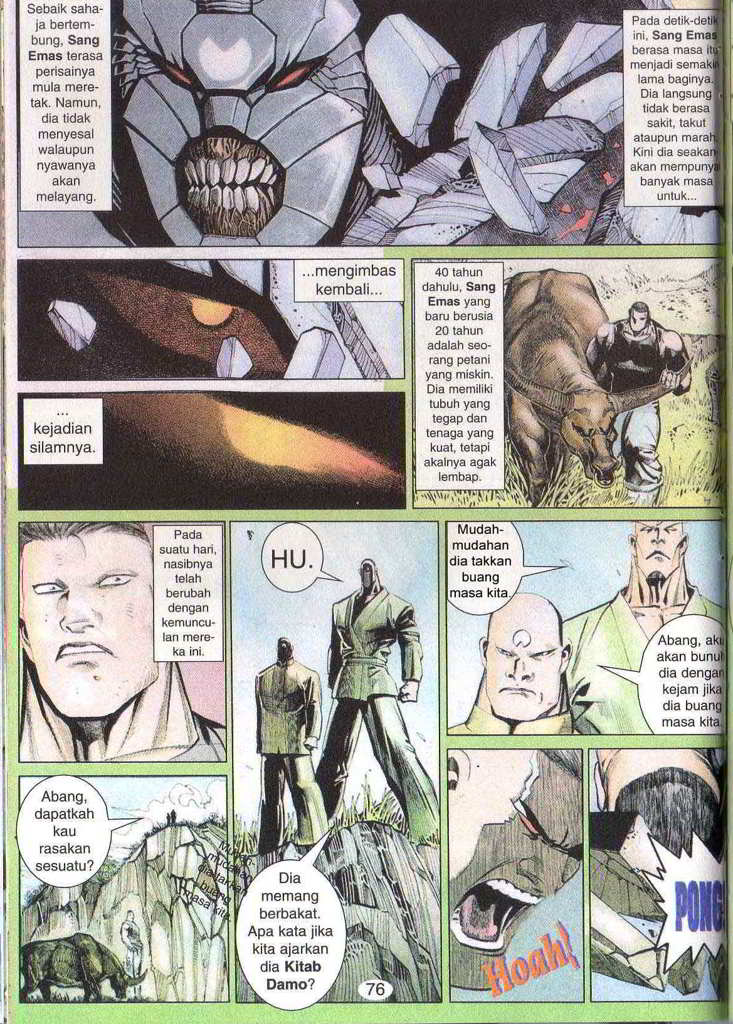 Sebaik saha-
ja bertem-
bung, Sang
Emas terasa
perisainya
mula mere-
tak. Namun,
dia tidak
menyesal
walaupun
nyawanya
akan
melayang.
Pada detik-detik
ini, Sang Emas
berasa masa itu
menjadi semakin
lama baginya.
Dia langsung
tidak berasa
sakit, takut
ataupun marah.
Kini dia seakan-
akan mempunyai
banyak masa
untuk...
...mengimbas
kembali...
...
kejadian
silamnya.
40 tahun
dahulu, Sang
Emas yang
baru berusia
20 tahun
adalah seo-
rang petani
yang miskin.
Dia memiliki
tubuh yang
tegap dan
tenaga yang
kuat, tetapi
akalnya agak
lembap.
Pada
suatu hari,
nasibnya
telah
berubah
dengan
kemuncu-
lan mere-
ka ini.
Abang,
dapatkah
kau
rasakan
sesuatu?
Mudah-
mudahan
dia takkan
buang
masa kita.
HU.
Dia
memang
berbakat.
Apa kata jika
kita ajarkan
dia Kitab
Damo?
Mudah-
mudahan
dia takkan
buang
masa kita.
Abang, aku
akan bunuh
dia dengan
kejam jika
dia buang
masa kita.
Hoah!
PONG
76